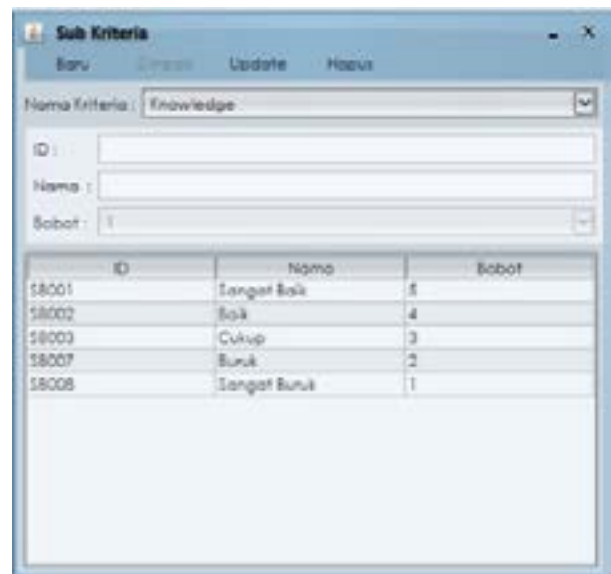 Sub Kriteria
Baru Simpan Update Hapus
Nama Kriteria : Knowledge
ID :
Nama :
Bobot : 1
ID Nama Bobot
SB001 Sangat Baik 5
SB002 Baik 4
SB003 Cukup 3
SB007 Buruk 2
SB008 Sangat Buruk 1